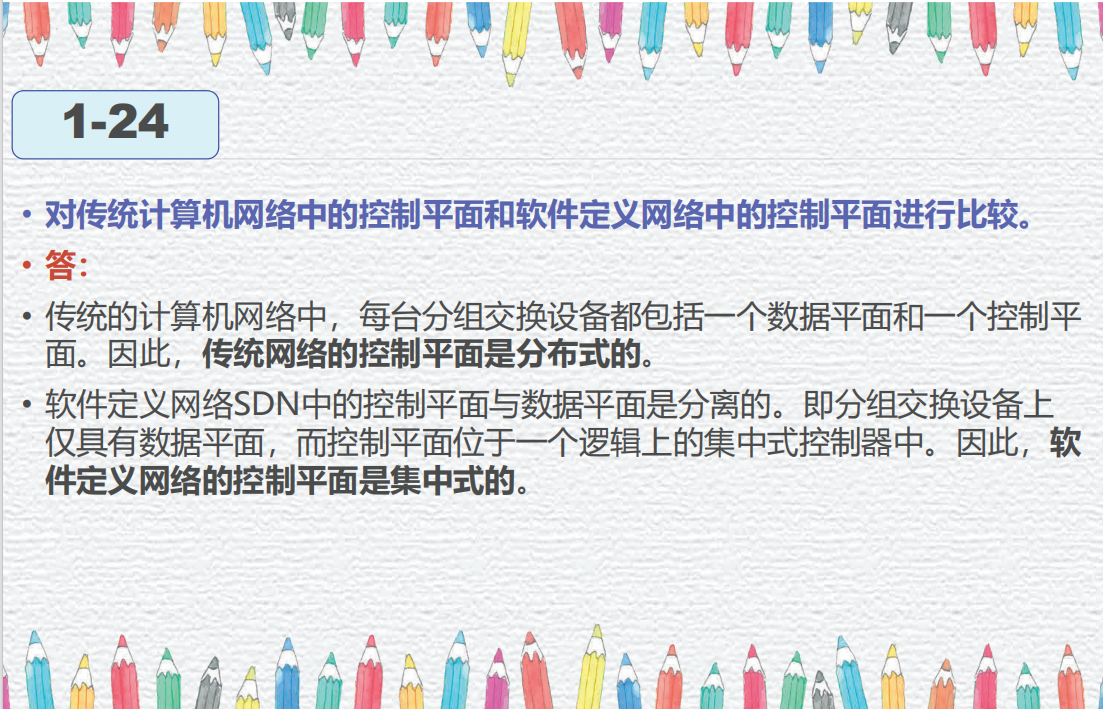 1-24
• 对传统计算机网络中的控制平面和软件定义网络中的控制平面进行比较。
• 答：
• 传统的计算机网络中，每台分组交换设备都包括一个数据平面和一个控制平
面。因此，传统网络的控制平面是分布式的。
• 软件定义网络SDN中的控制平面与数据平面是分离的。即分组交换设备上
仅具有数据平面，而控制平面位于一个逻辑上的集中式控制器中。因此，软
件定义网络的控制平面是集中式的。